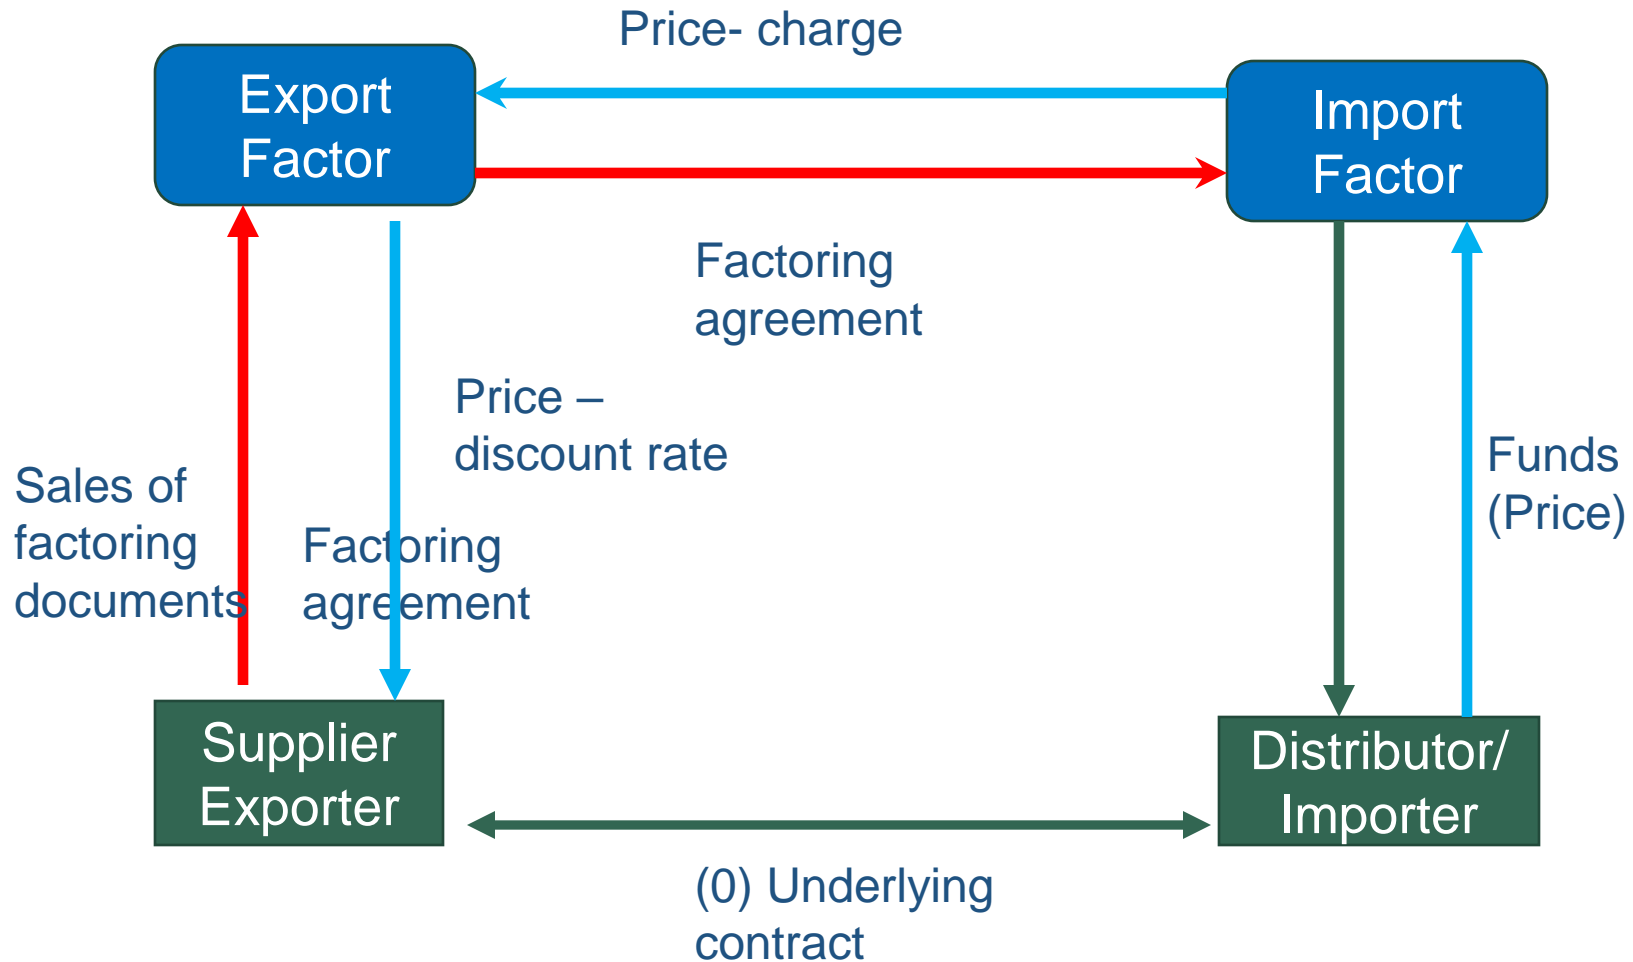 Price- charge
Export
Factor
Import
Factor
Factoring
agreement
Price –
discount rate
Sales of
factoring
documents
Factoring
agreement
Funds
(Price)
Supplier
Exporter
Distributor/
Importer
(0) Underlying
contract